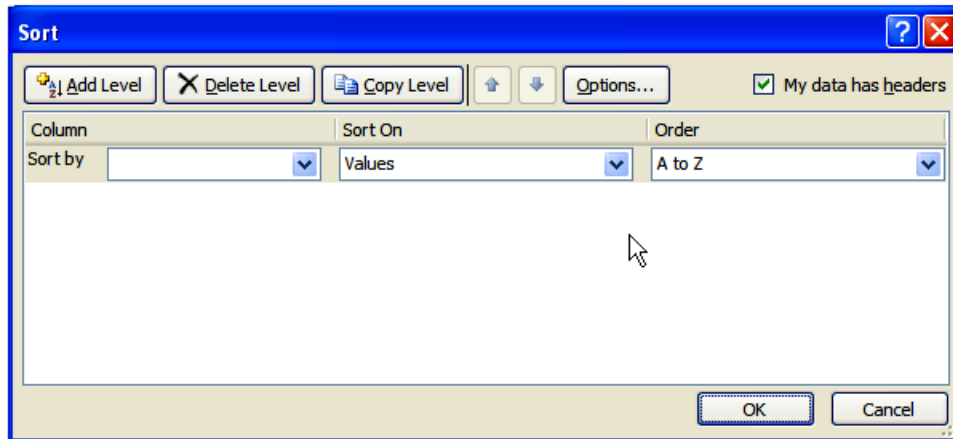 Sort
Add Level Delete Level Copy Level Options... My data has headers
Column Sort On Order
Sort by Values A to Z
OK Cancel